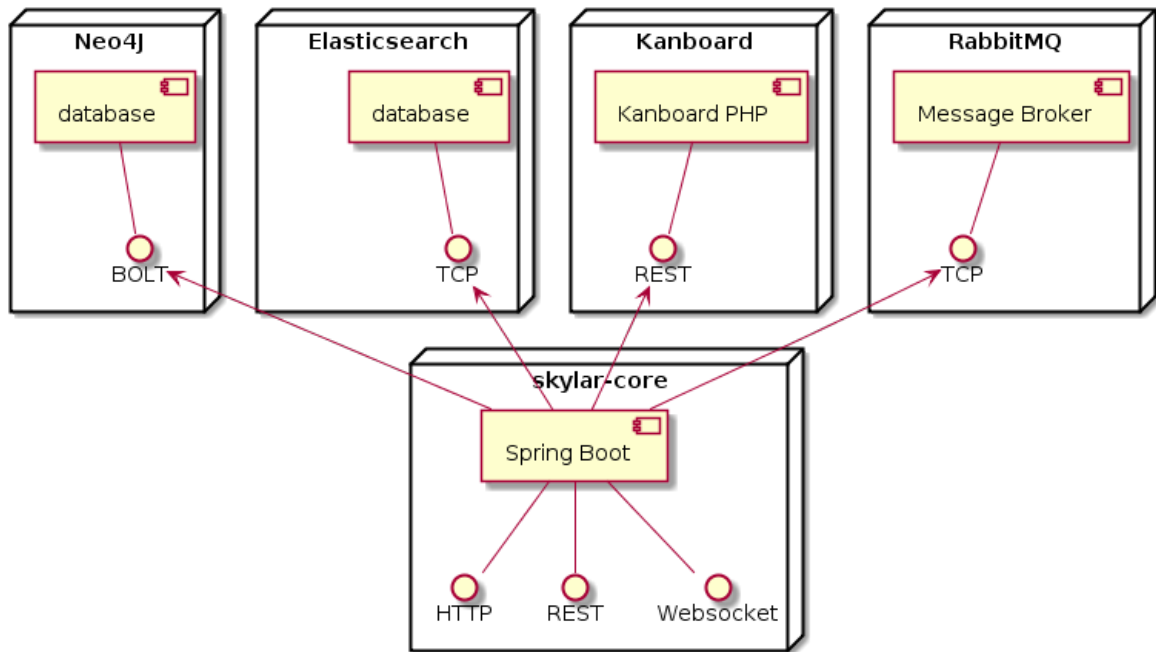 Neo4J
database
BOLT
Elasticsearch
database
TCP
Kanboard
Kanboard PHP
REST
RabbitMQ
Message Broker
TCP
skylar-core
Spring Boot
HTTP
REST
Websocket